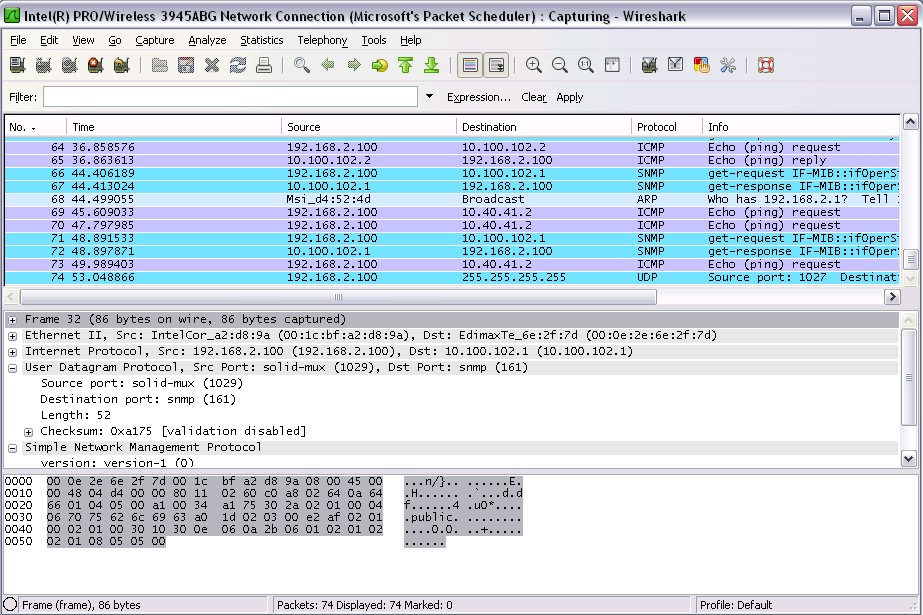 Intel(R) PRO/Wireless 3945ABG Network Connection (Microsoft's Packet Scheduler) : Capturing - Wireshark
File Edit View Go Capture Analyze Statistics Telephony Tools Help
Filter: Expression... Clear Apply
No. . Time Source Destination Protocol Info
64 36.858576 192.168.2.100 10.100.102.2 ICMP Echo (ping) request
65 36.863613 10.100.102.2 192.168.2.100 ICMP Echo (ping) reply
66 44.406189 192.168.2.100 10.100.102.1 SNMP get-request IF-MIB::ifOperS
67 44.413024 10.100.102.1 192.168.2.100 SNMP get-response IF-MIB::ifOper
68 44.499055 Msi_d4:52:4d Broadcast ARP Who has 192.168.2.1? Tell
69 45.609033 192.168.2.100 10.40.41.2 ICMP Echo (ping) request
70 47.797985 192.168.2.100 10.40.41.2 ICMP Echo (ping) request
71 48.891533 192.168.2.100 10.100.102.1 SNMP get-request IF-MIB::ifOperS
72 48.897871 10.100.102.1 192.168.2.100 SNMP get-response IF-MIB::ifOper
73 49.989403 192.168.2.100 10.40.41.2 ICMP Echo (ping) request
74 53.048866 192.168.2.100 255.255.255.255 UDP Source port: 1027 Destinat
Frame 32 (86 bytes on wire, 86 bytes captured)
Ethernet II, Src: IntelCor_a2:d8:9a (00:1c:bf:a2:d8:9a), Dst: EdimaxTe_6e:2f:7d (00:0e:2e:6e:2f:7d)
Internet Protocol, Src: 192.168.2.100 (192.168.2.100), Dst: 10.100.102.1 (10.100.102.1)
User Datagram Protocol, Src Port: solid-mux (1029), Dst Port: snmp (161)
Source port: solid-mux (1029)
Destination port: snmp (161)
Length: 52
Checksum: 0xa175 [validation disabled]
Simple Network Management Protocol
version: version-1 (0)
0000 00 0e 2e 6e 2f 7d 00 1c bf a2 d8 9a 08 00 45 00 ...n/}.. ......E.
0010 00 48 04 d4 00 00 80 11 02 60 c0 a8 02 64 0a 64 .H...... .`...d.d
0020 66 01 04 05 00 a1 00 34 a1 75 30 2a 02 01 00 04 f......4 .u0*....
0030 06 70 75 62 6c 69 63 a0 1d 02 03 00 e2 af 02 01 .public. ........
0040 00 02 01 00 30 10 30 0e 06 0a 2b 06 01 02 01 02 ....0.0. ..+.....
0050 02 01 08 05 05 00 ......
Frame (frame), 86 bytes Packets: 74 Displayed: 74 Marked: 0 Profile: Default